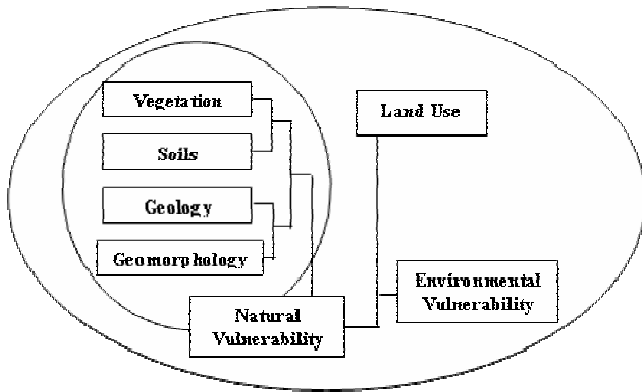 Vegetation
Soils
Geology
Geomorphology
Natural
Vulnerability
Land Use
Environmental
Vulnerability